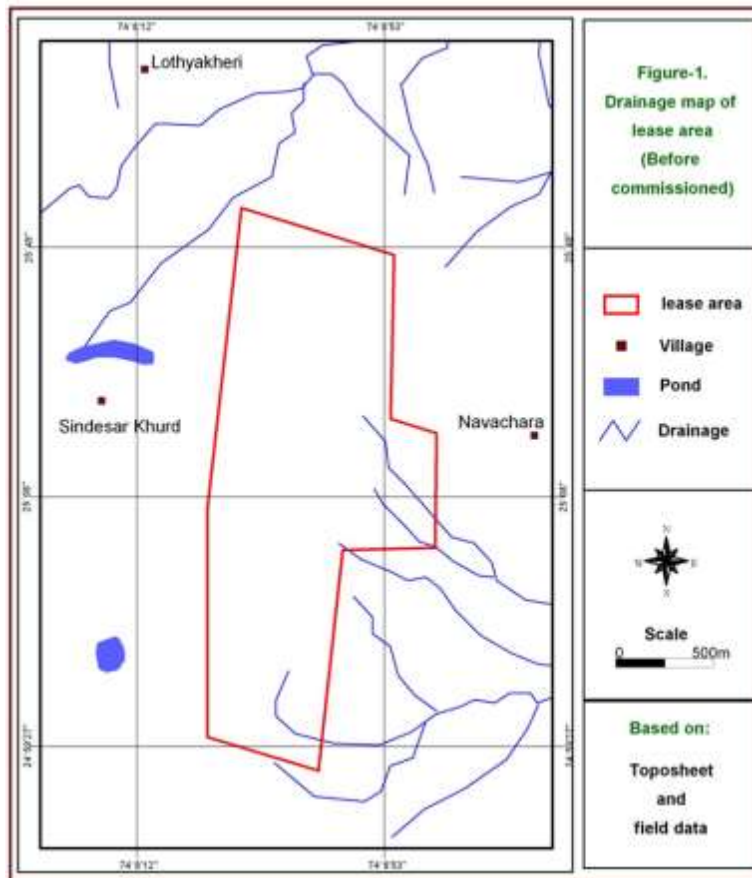 Lothyakheri
Sindesar Khurd
Navachara
Figure-1.
Drainage map of
lease area
(Before
commissioned)
lease area
Village
Pond
Drainage
N
Scale
0 500m
Based on:
Toposheet
and
field data